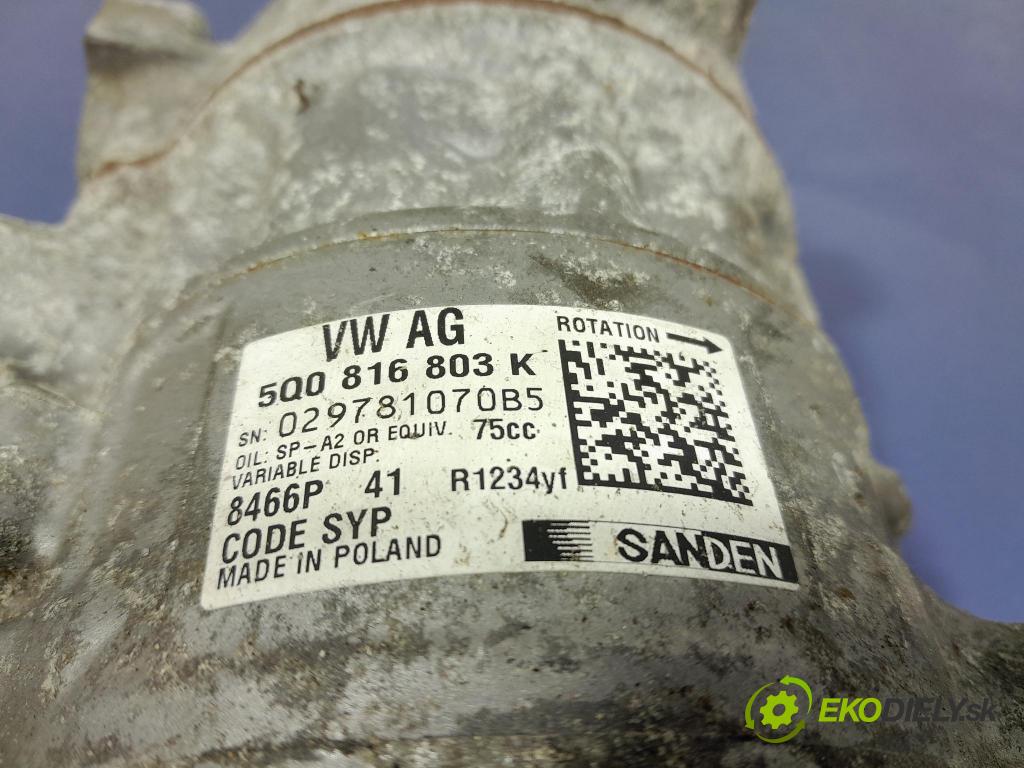 VW AG
ROTATION
5Q0 816 803 K
SN: 029781070B5
OIL: SP-A2 OR EQUIV. 75cc
VARIABLE DISP.
8466P 41 R1234yf
CODE SYP
MADE IN POLAND
SANDEN
EKODIELY.sk